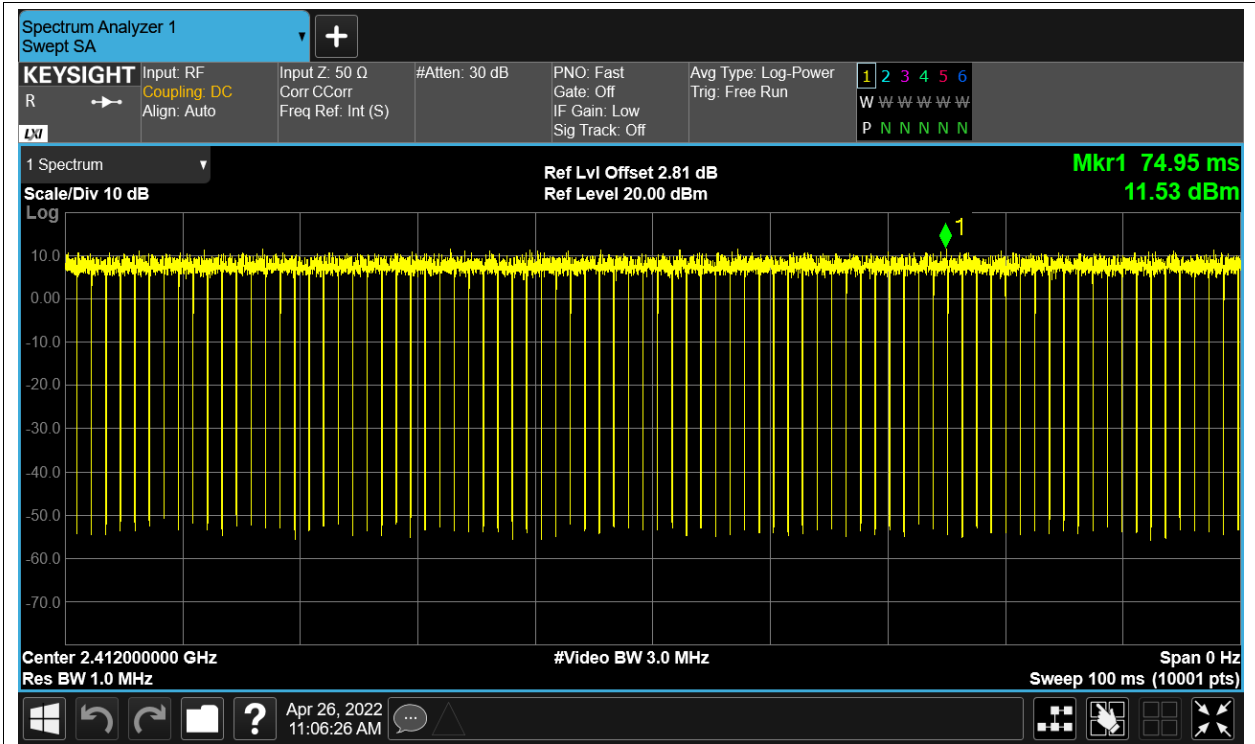 Spectrum Analyzer 1
Swept SA
KEYSIGHT
R
LXI
Input: RF
Coupling: DC
Align: Auto
Input Z: 50 Ω
Corr CCorr
Freq Ref: Int (S)
#Atten: 30 dB
PNO: Fast
Gate: Off
IF Gain: Low
Sig Track: Off
Avg Type: Log-Power
Trig: Free Run
1 2 3 4 5 6
W W W W W W
P N N N N N
1 Spectrum
Scale/Div 10 dB
Log
Ref Lvl Offset 2.81 dB
Ref Level 20.00 dBm
Mkr1 74.95 ms
11.53 dBm
1
10.0
0.00
-10.0
-20.0
-30.0
-40.0
-50.0
-60.0
-70.0
Center 2.412000000 GHz
Res BW 1.0 MHz
#Video BW 3.0 MHz
Span 0 Hz
Sweep 100 ms (10001 pts)
?
Apr 26, 2022
11:06:26 AM